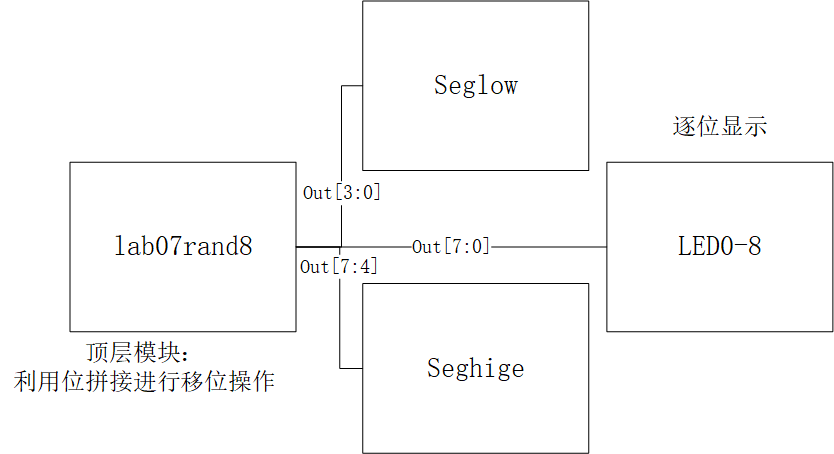 Seglow
逐位显示
Out[3:0]
lab07rand8
Out[7:0]
LED0-8
Out[7:4]
顶层模块：
利用位拼接进行移位操作
Seghige